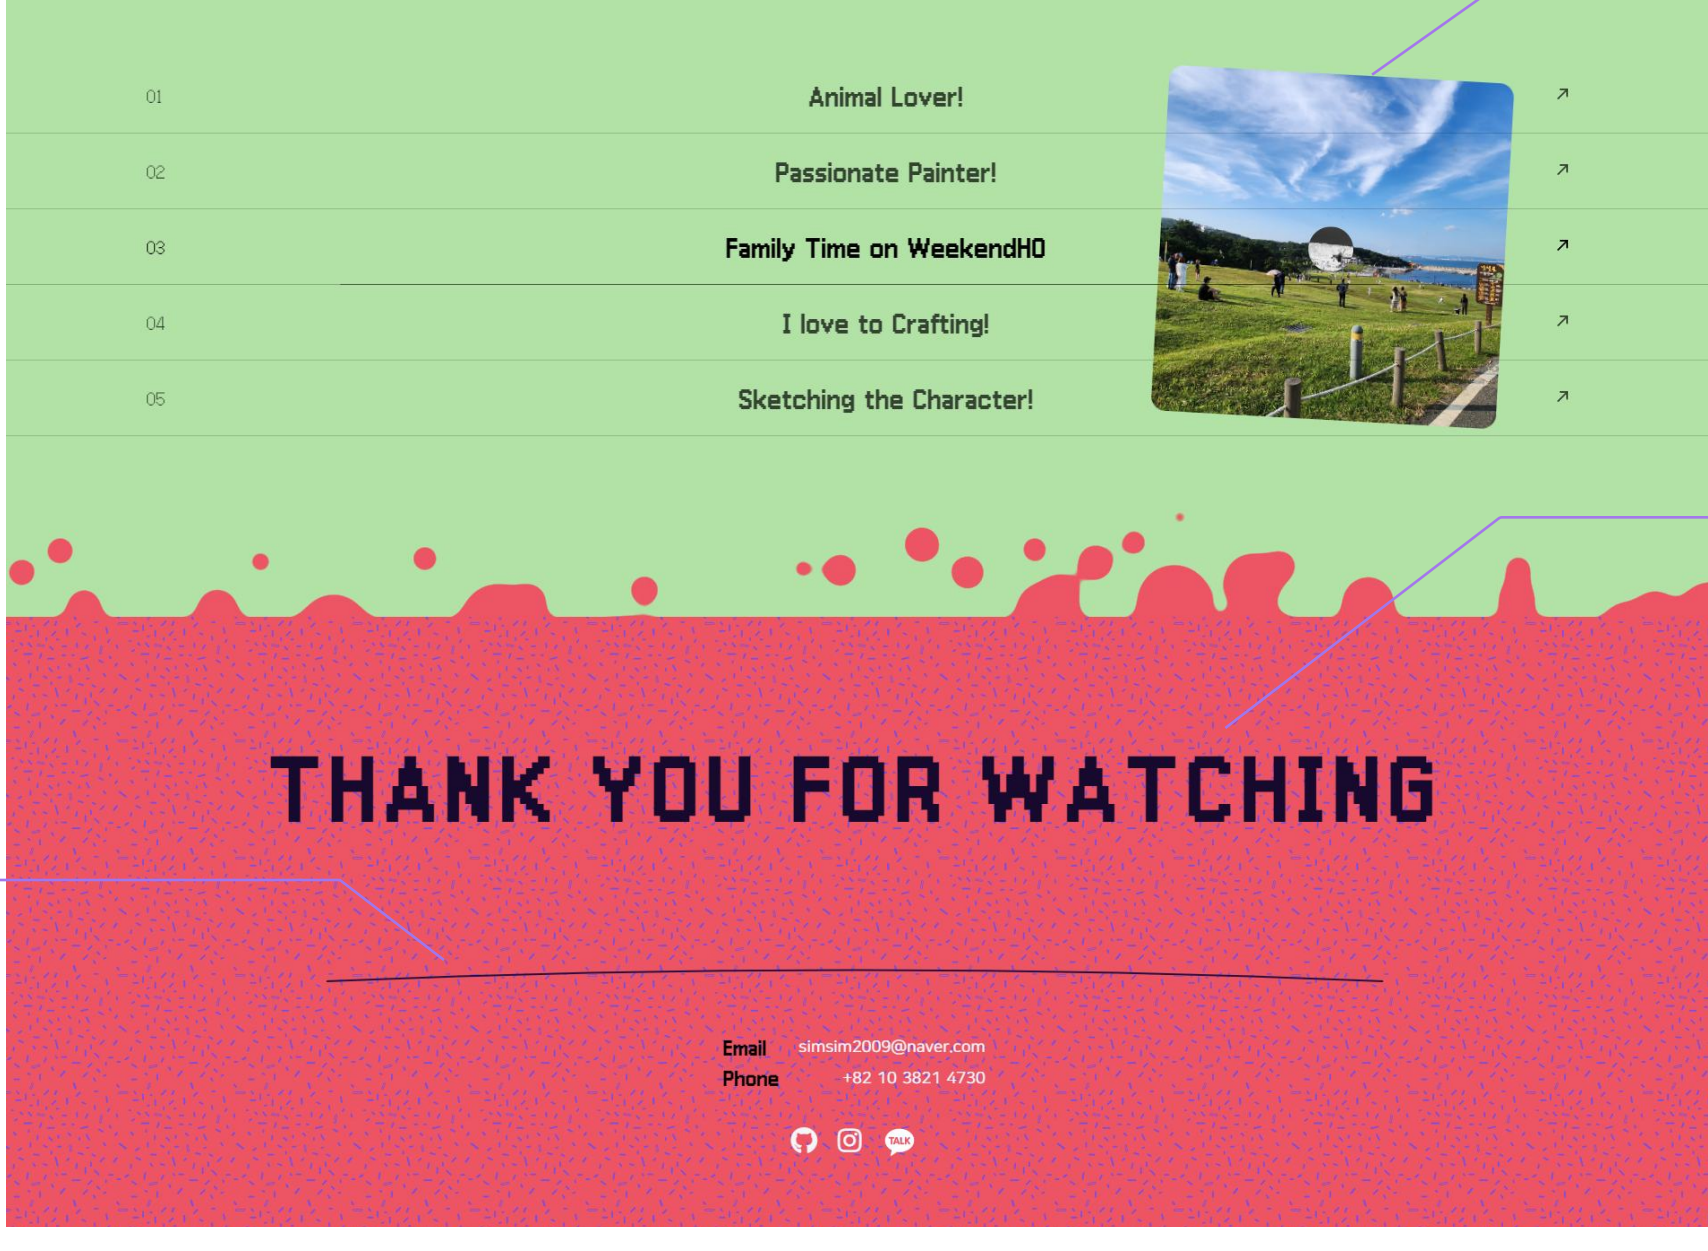 01 Animal Lover!
02 Passionate Painter!
03 Family Time on WeekendHO
04 I love to Crafting!
05 Sketching the Character!
THANK YOU FOR WATCHING
Email simsim2009@naver.com
Phone +82 10 3821 4730
TALK